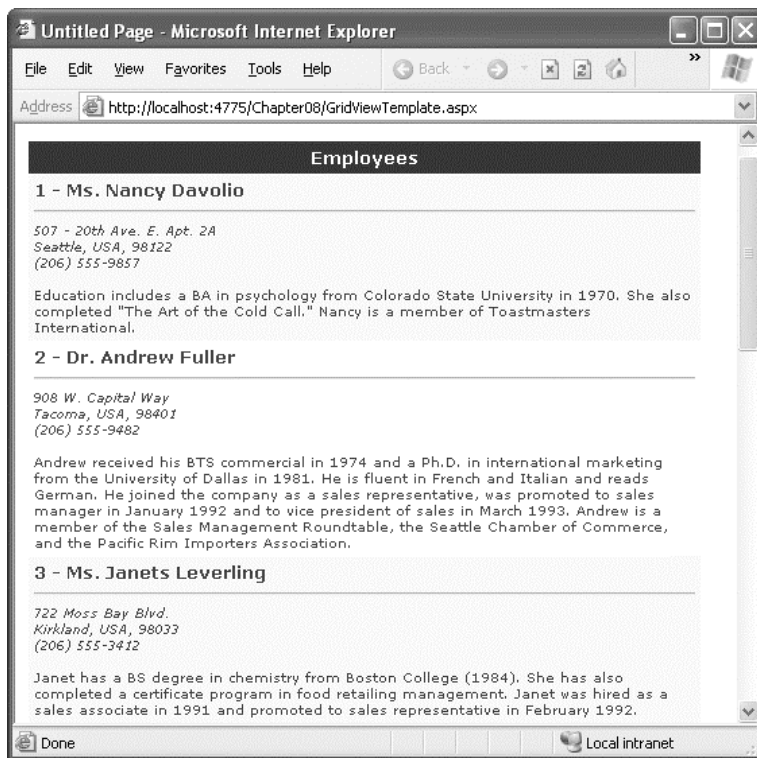 Untitled Page - Microsoft Internet Explorer
File Edit View Favorites Tools Help Back »
Address http://localhost:4775/Chapter08/GridViewTemplate.aspx
Employees
1 - Ms. Nancy Davolio
507 - 20th Ave. E. Apt. 2A
Seattle, USA, 98122
(206) 555-9857
Education includes a BA in psychology from Colorado State University in 1970. She also
completed "The Art of the Cold Call." Nancy is a member of Toastmasters
International.
2 - Dr. Andrew Fuller
908 W. Capital Way
Tacoma, USA, 98401
(206) 555-9482
Andrew received his BTS commercial in 1974 and a Ph.D. in international marketing
from the University of Dallas in 1981. He is fluent in French and Italian and reads
German. He joined the company as a sales representative, was promoted to sales
manager in January 1992 and to vice president of sales in March 1993. Andrew is a
member of the Sales Management Roundtable, the Seattle Chamber of Commerce,
and the Pacific Rim Importers Association.
3 - Ms. Janets Leverling
722 Moss Bay Blvd.
Kirkland, USA, 98033
(206) 555-3412
Janet has a BS degree in chemistry from Boston College (1984). She has also
completed a certificate program in food retailing management. Janet was hired as a
sales associate in 1991 and promoted to sales representative in February 1992.
Done Local intranet